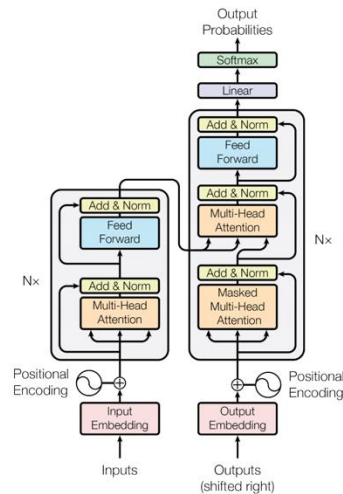 Output
Probabilities
Softmax
Linear
Add & Norm
Feed
Forward
Add & Norm
Multi-Head
Attention
Add & Norm
Masked
Multi-Head
Attention
Nx
Add & Norm
Feed
Forward
Add & Norm
Multi-Head
Attention
Nx
Positional
Encoding
Positional
Encoding
Input
Embedding
Output
Embedding
Inputs
Outputs
(shifted right)